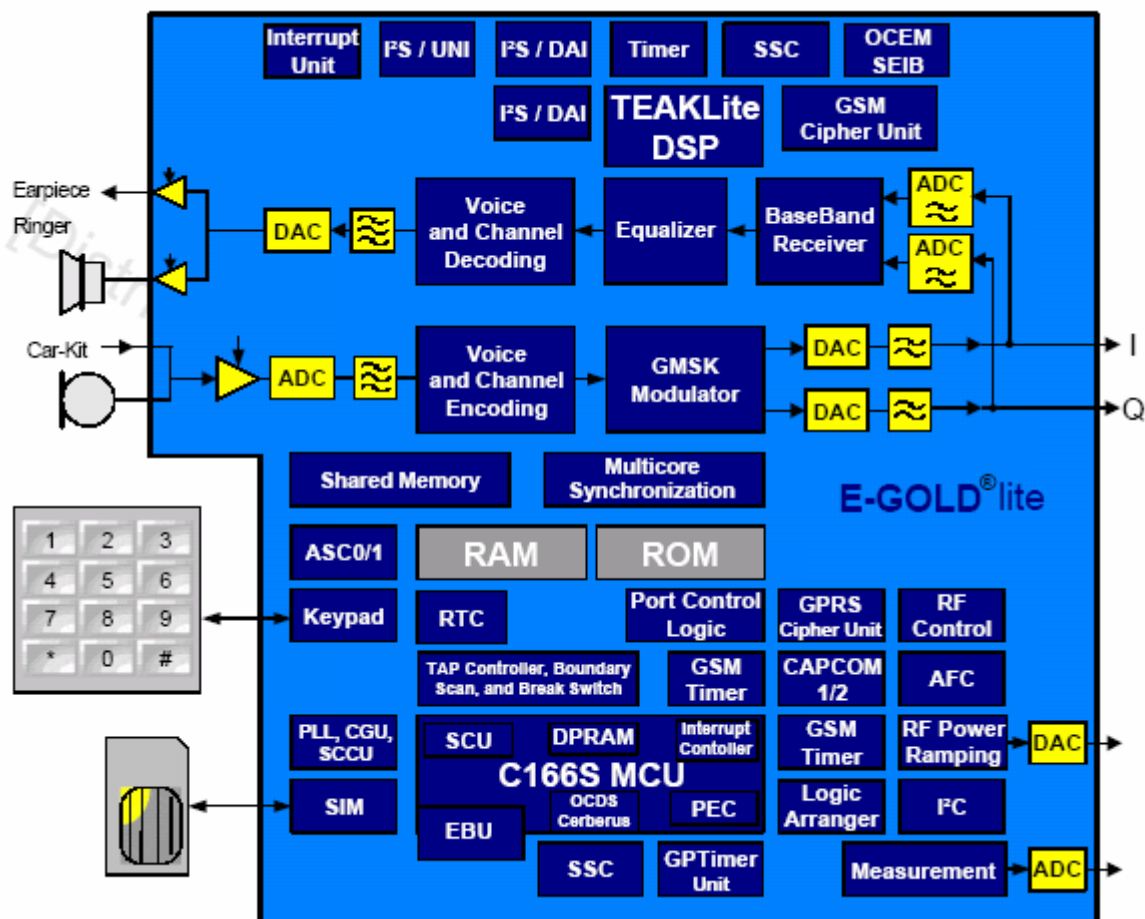 Interrupt
Unit
I²S / UNI
I²S / DAI
Timer
SSC
OCEM
SEIB
I²S / DAI
TEAKLite
DSP
GSM
Cipher Unit
Earpiece
Ringer
DAC
Voice
and Channel
Decoding
Equalizer
BaseBand
Receiver
ADC
ADC
[Distr
Car-Kit
ADC
Voice
and Channel
Encoding
GMSK
Modulator
DAC
DAC
I
Q
Shared Memory
Multicore
Synchronization
E-GOLD®lite
1 2 3
4 5 6
7 8 9
* 0 #
ASC0/1
RAM
ROM
Keypad
RTC
Port Control
Logic
GPRS
Cipher Unit
RF
Control
TAP Controller, Boundary
Scan, and Break Switch
GSM
Timer
CAPCOM
1/2
AFC
PLL, CGU,
SCCU
SCU
DPRAM
Interrupt
Contoller
C166S MCU
GSM
Timer
RF Power
Ramping
DAC
SIM
EBU
OCDS
Cerberus
PEC
Logic
Arranger
I²C
SSC
GPTimer
Unit
Measurement
ADC